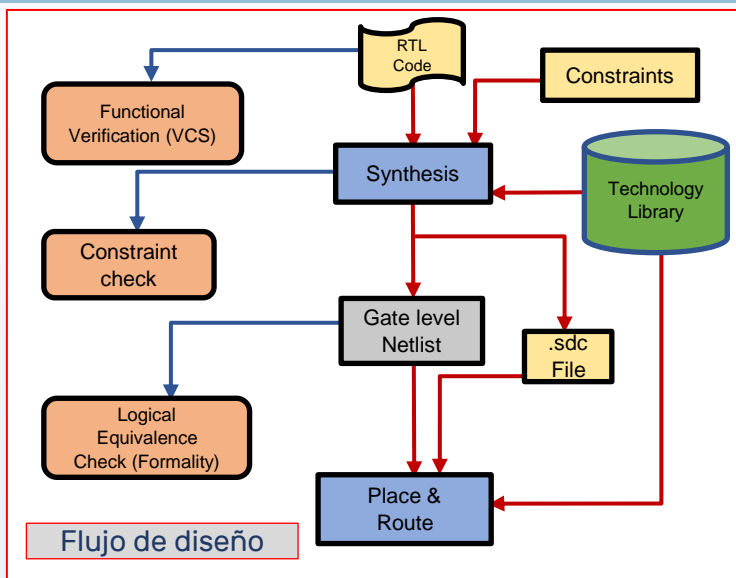 RTL
Code
Constraints
Functional
Verification (VCS)
Synthesis
Technology
Library
Constraint
check
Gate level
Netlist
.sdc
File
Logical
Equivalence
Check (Formality)
Place &
Route
Flujo de diseño